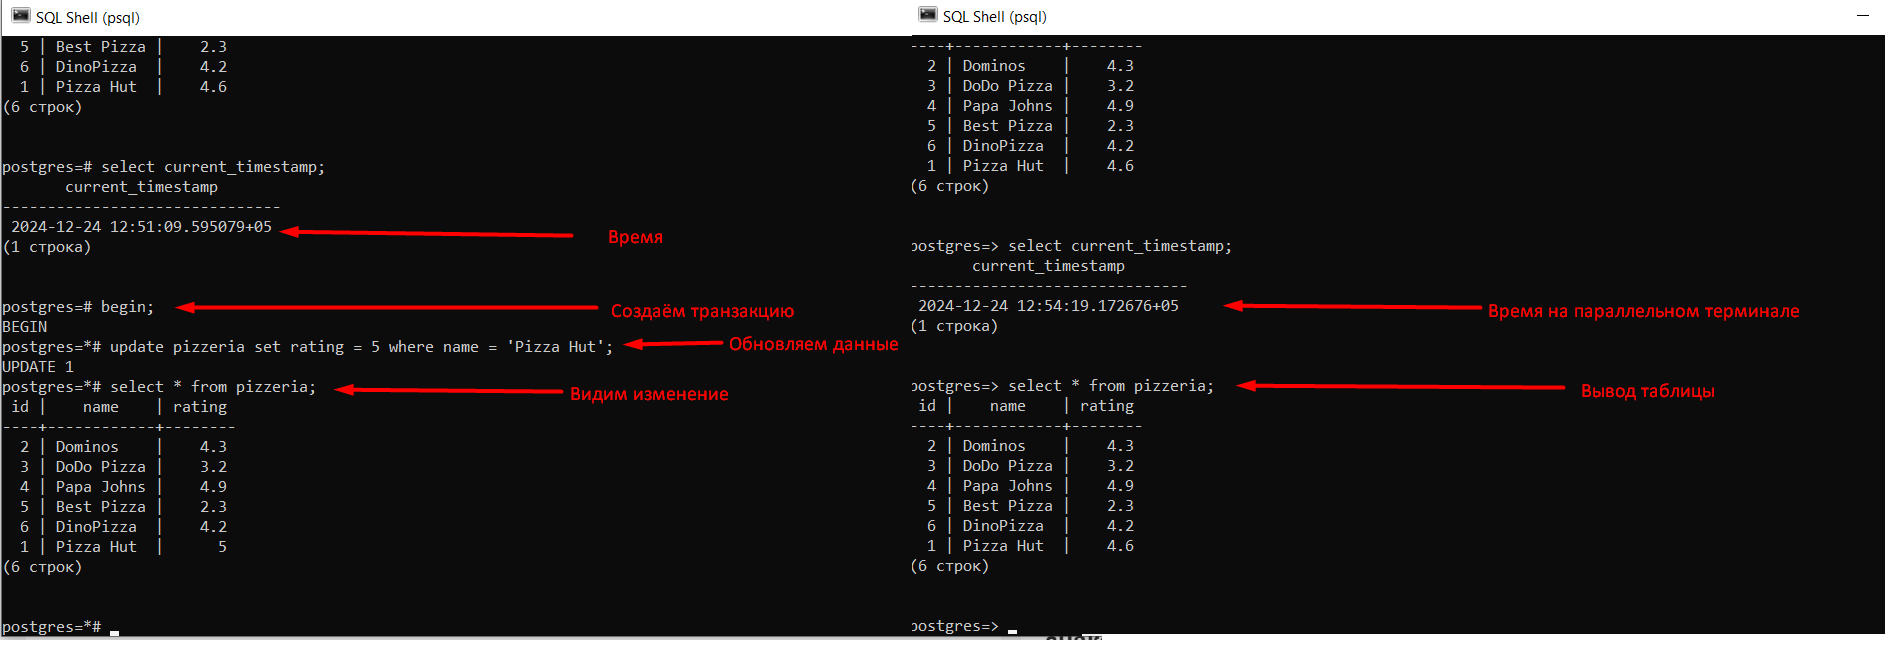 SQL Shell (psql)
  5 | Best Pizza |    2.3
  6 | DinoPizza  |    4.2
  1 | Pizza Hut  |    4.6
(6 строк)
postgres=# select current_timestamp;
       current_timestamp
-------------------------------
 2024-12-24 12:51:09.595079+05
Время
(1 строка)
postgres=# begin;
Создаём транзакцию
BEGIN
postgres=*# update pizzeria set rating = 5 where name = 'Pizza Hut';
Обновляем данные
UPDATE 1
postgres=*# select * from pizzeria;
Видим изменение
 id |    name    | rating
----+------------+--------
  2 | Dominos    |    4.3
  3 | DoDo Pizza |    3.2
  4 | Papa Johns |    4.9
  5 | Best Pizza |    2.3
  6 | DinoPizza  |    4.2
  1 | Pizza Hut  |      5
(6 строк)
postgres=*#
SQL Shell (psql)
----+------------+--------
  2 | Dominos    |    4.3
  3 | DoDo Pizza |    3.2
  4 | Papa Johns |    4.9
  5 | Best Pizza |    2.3
  6 | DinoPizza  |    4.2
  1 | Pizza Hut  |    4.6
(6 строк)
postgres=> select current_timestamp;
       current_timestamp
-------------------------------
 2024-12-24 12:54:19.172676+05
Время на параллельном терминале
(1 строка)
postgres=> select * from pizzeria;
Вывод таблицы
 id |    name    | rating
----+------------+--------
  2 | Dominos    |    4.3
  3 | DoDo Pizza |    3.2
  4 | Papa Johns |    4.9
  5 | Best Pizza |    2.3
  6 | DinoPizza  |    4.2
  1 | Pizza Hut  |    4.6
(6 строк)
postgres=>